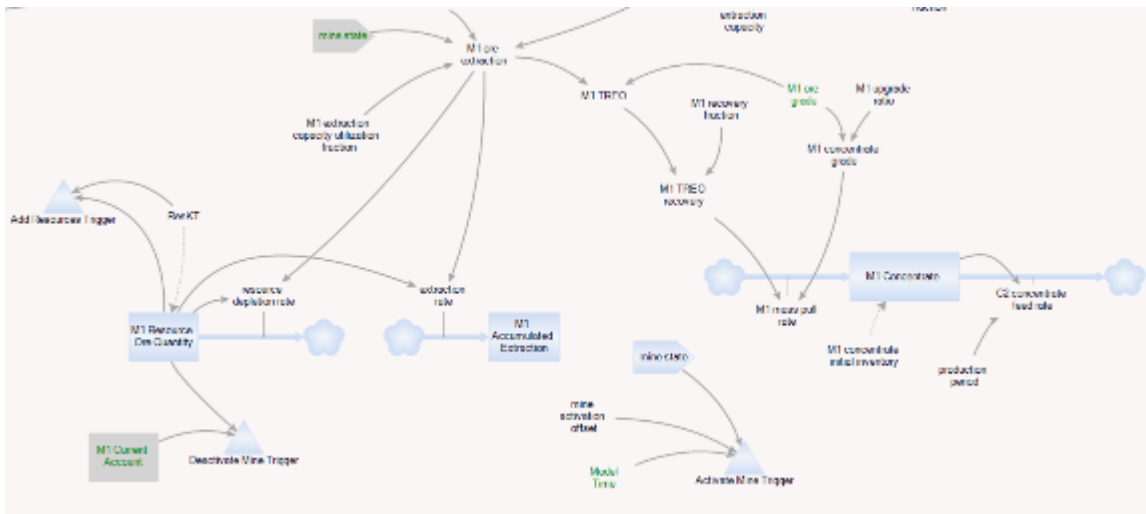 extraction
capacity
fraction
mine state
M1 ore
extraction
M1 TREO
M1 ore
grade
M1 upgrade
ratio
M1 recovery
fraction
M1 extraction
capacity utilization
fraction
M1 concentrate
grade
M1 TREO
recovery
Add Resources Trigger
M1 Concentrate
resource
depletion rate
extraction
rate
C2 concentrate
feed rate
M1 mass pull
rate
M1 Resource
Ore Quantity
M1
Accumulated
Extraction
mine state
M1 concentrate
initial inventory
production
period
mine
activation
offset
M1 Current
Account
Deactivate Mine Trigger
Model
Time
Activate Mine Trigger